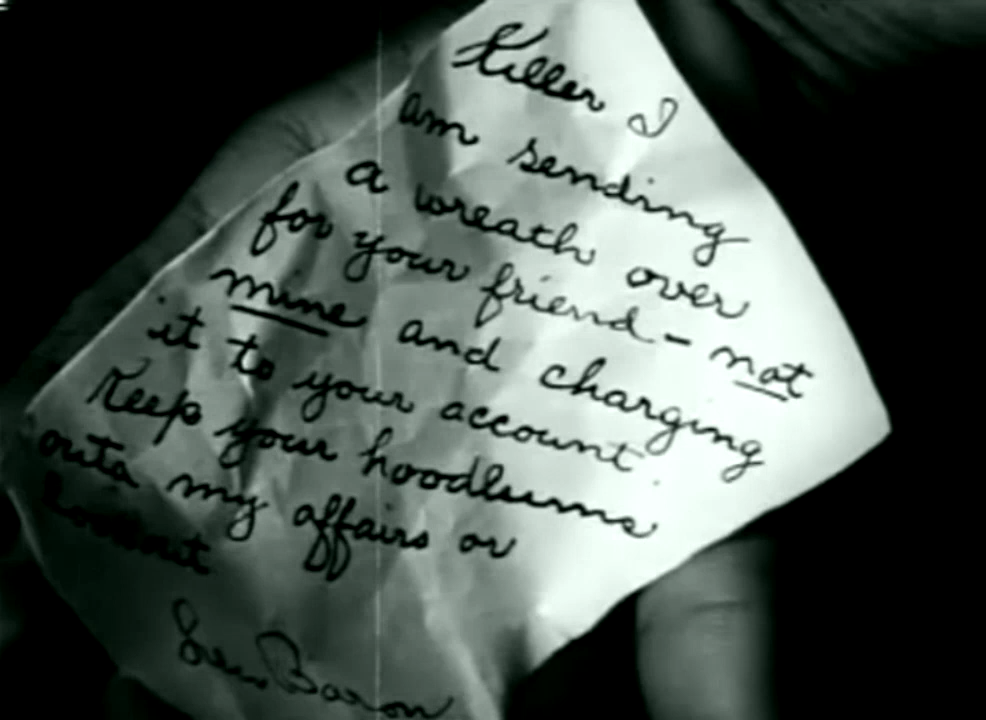 Killer I
am sending
a wreath over
for your friend - not
mine and charging
it to your account
Keep your hoodlums
outa my affairs or
Baron